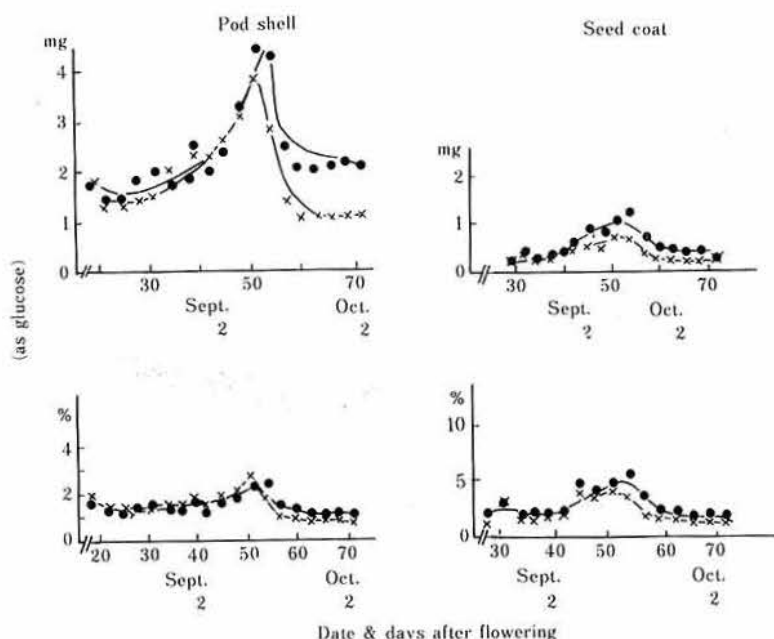 Pod shell
mg
4
3
2
1
0
30 50 70
Sept. Oct.
2 2
Seed coat
mg
2
1
0
30 40 50 60 70
Sept. Oct.
2 2
(as glucose)
%
4
2
0
20 30 40 50 60 70
Sept. Oct.
2 2
%
10
5
0
30 40 50 60 70
Sept. Oct.
2 2
Date & days after flowering